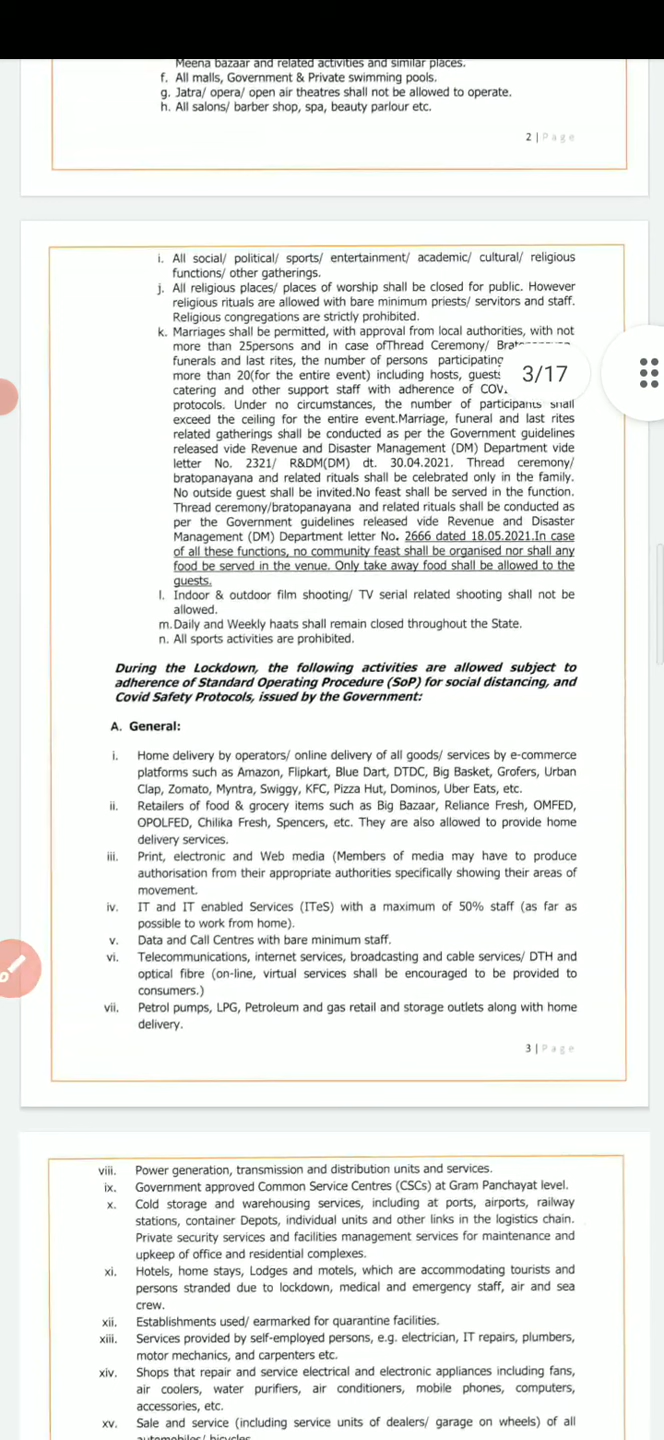 Meena bazaar and related activities and similar places.
f. All malls, Government & Private swimming pools.
g. Jatra/ opera/ open air theatres shall not be allowed to operate.
h. All salons/ barber shop, spa, beauty parlour etc.
2 | Page
i. All social/ political/ sports/ entertainment/ academic/ cultural/ religious
functions/ other gatherings.
j. All religious places/ places of worship shall be closed for public. However
religious rituals are allowed with bare minimum priests/ servitors and staff.
Religious congregations are strictly prohibited.
k. Marriages shall be permitted, with approval from local authorities, with not
more than 25persons and in case ofThread Ceremony/
funerals and last rites, the number of persons participating
more than 20(for the entire event) including hosts,
3/17
catering and other support staff with adherence of
protocols. Under no circumstances, the number of participants shall
exceed the ceiling for the entire event.Marriage, funeral and last rites
related gatherings shall be conducted as per the Government guidelines
released vide Revenue and Disaster Management (DM) Department vide
letter No. 2321/ R&DM(DM) dt. 30.04.2021. Thread ceremony/
bratopanayana and related rituals shall be celebrated only in the family.
No outside guest shall be invited.No feast shall be served in the function.
Thread ceremony/bratopanayana and related rituals shall be conducted as
per the Government guidelines released vide Revenue and Disaster
Management (DM) Department letter No. 2666 dated 18.05.2021.In case
of all these functions, no community feast shall be organised nor shall any
food be served in the venue. Only take away food shall be allowed to the
guests.
l. Indoor & outdoor film shooting/ TV serial related shooting shall not be
allowed.
m. Daily and Weekly haats shall remain closed throughout the State.
n. All sports activities are prohibited.
During the Lockdown, the following activities are allowed subject to
adherence of Standard Operating Procedure (SoP) for social distancing, and
Covid Safety Protocols, issued by the Government:
A. General:
i. Home delivery by operators/ online delivery of all goods/ services by e-commerce
platforms such as Amazon, Flipkart, Blue Dart, DTDC, Big Basket, Grofers, Urban
Clap, Zomato, Myntra, Swiggy, KFC, Pizza Hut, Dominos, Uber Eats, etc.
ii. Retailers of food & grocery items such as Big Bazaar, Reliance Fresh, OMFED,
OPOLFED, Chilika Fresh, Spencers, etc. They are also allowed to provide home
delivery services.
iii. Print, electronic and Web media (Members of media may have to produce
authorisation from their appropriate authorities specifically showing their areas of
movement.
iv. IT and IT enabled Services (ITeS) with a maximum of 50% staff (as far as
possible to work from home).
v. Data and Call Centres with bare minimum staff.
vi. Telecommunications, internet services, broadcasting and cable services/ DTH and
optical fibre (on-line, virtual services shall be encouraged to be provided to
consumers.)
vii. Petrol pumps, LPG, Petroleum and gas retail and storage outlets along with home
delivery.
3 | Page
viii. Power generation, transmission and distribution units and services.
ix. Government approved Common Service Centres (CSCs) at Gram Panchayat level.
x. Cold storage and warehousing services, including at ports, airports, railway
stations, container Depots, individual units and other links in the logistics chain.
Private security services and facilities management services for maintenance and
upkeep of office and residential complexes.
xi. Hotels, home stays, Lodges and motels, which are accommodating tourists and
persons stranded due to lockdown, medical and emergency staff, air and sea
crew.
xii. Establishments used/ earmarked for quarantine facilities.
xiii. Services provided by self-employed persons, e.g. electrician, IT repairs, plumbers,
motor mechanics, and carpenters etc.
xiv. Shops that repair and service electrical and electronic appliances including fans,
air coolers, water purifiers, air conditioners, mobile phones, computers,
accessories, etc.
xv. Sale and service (including service units of dealers/ garage on wheels) of all
automobiles/ bicycles